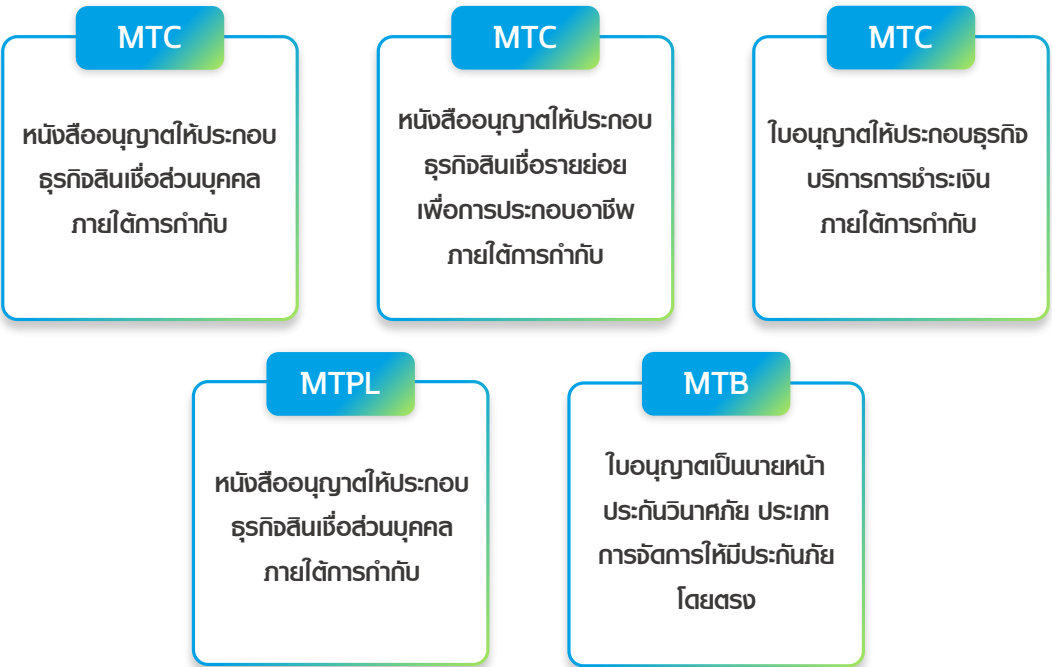 MTC
หนังสืออนุญาตให้ประกอบ
ธุรกิจสินเชื่อส่วนบุคคล
ภายใต้การกำกับ
MTC
หนังสืออนุญาตให้ประกอบ
ธุรกิจสินเชื่อรายย่อย
เพื่อการประกอบอาชีพ
ภายใต้การกำกับ
MTC
ใบอนุญาตให้ประกอบธุรกิจ
บริการการชำระเงิน
ภายใต้การกำกับ
MTPL
หนังสืออนุญาตให้ประกอบ
ธุรกิจสินเชื่อส่วนบุคคล
ภายใต้การกำกับ
MTB
ใบอนุญาตเป็นนายหน้า
ประกันวินาศภัย ประเภท
การจัดการให้มีประกันภัย
โดยตรง